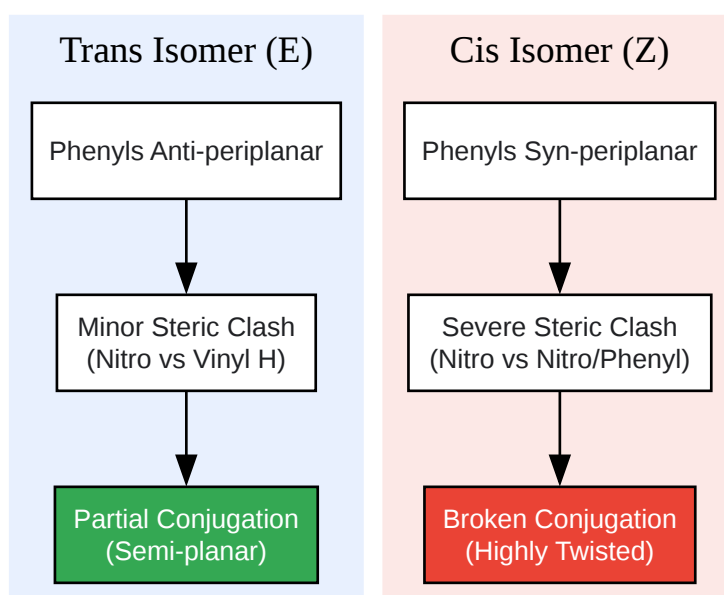 Trans Isomer (E)
Phenyls Anti-periplanar
Minor Steric Clash
(Nitro vs Vinyl H)
Partial Conjugation
(Semi-planar)
Cis Isomer (Z)
Phenyls Syn-periplanar
Severe Steric Clash
(Nitro vs Nitro/Phenyl)
Broken Conjugation
(Highly Twisted)